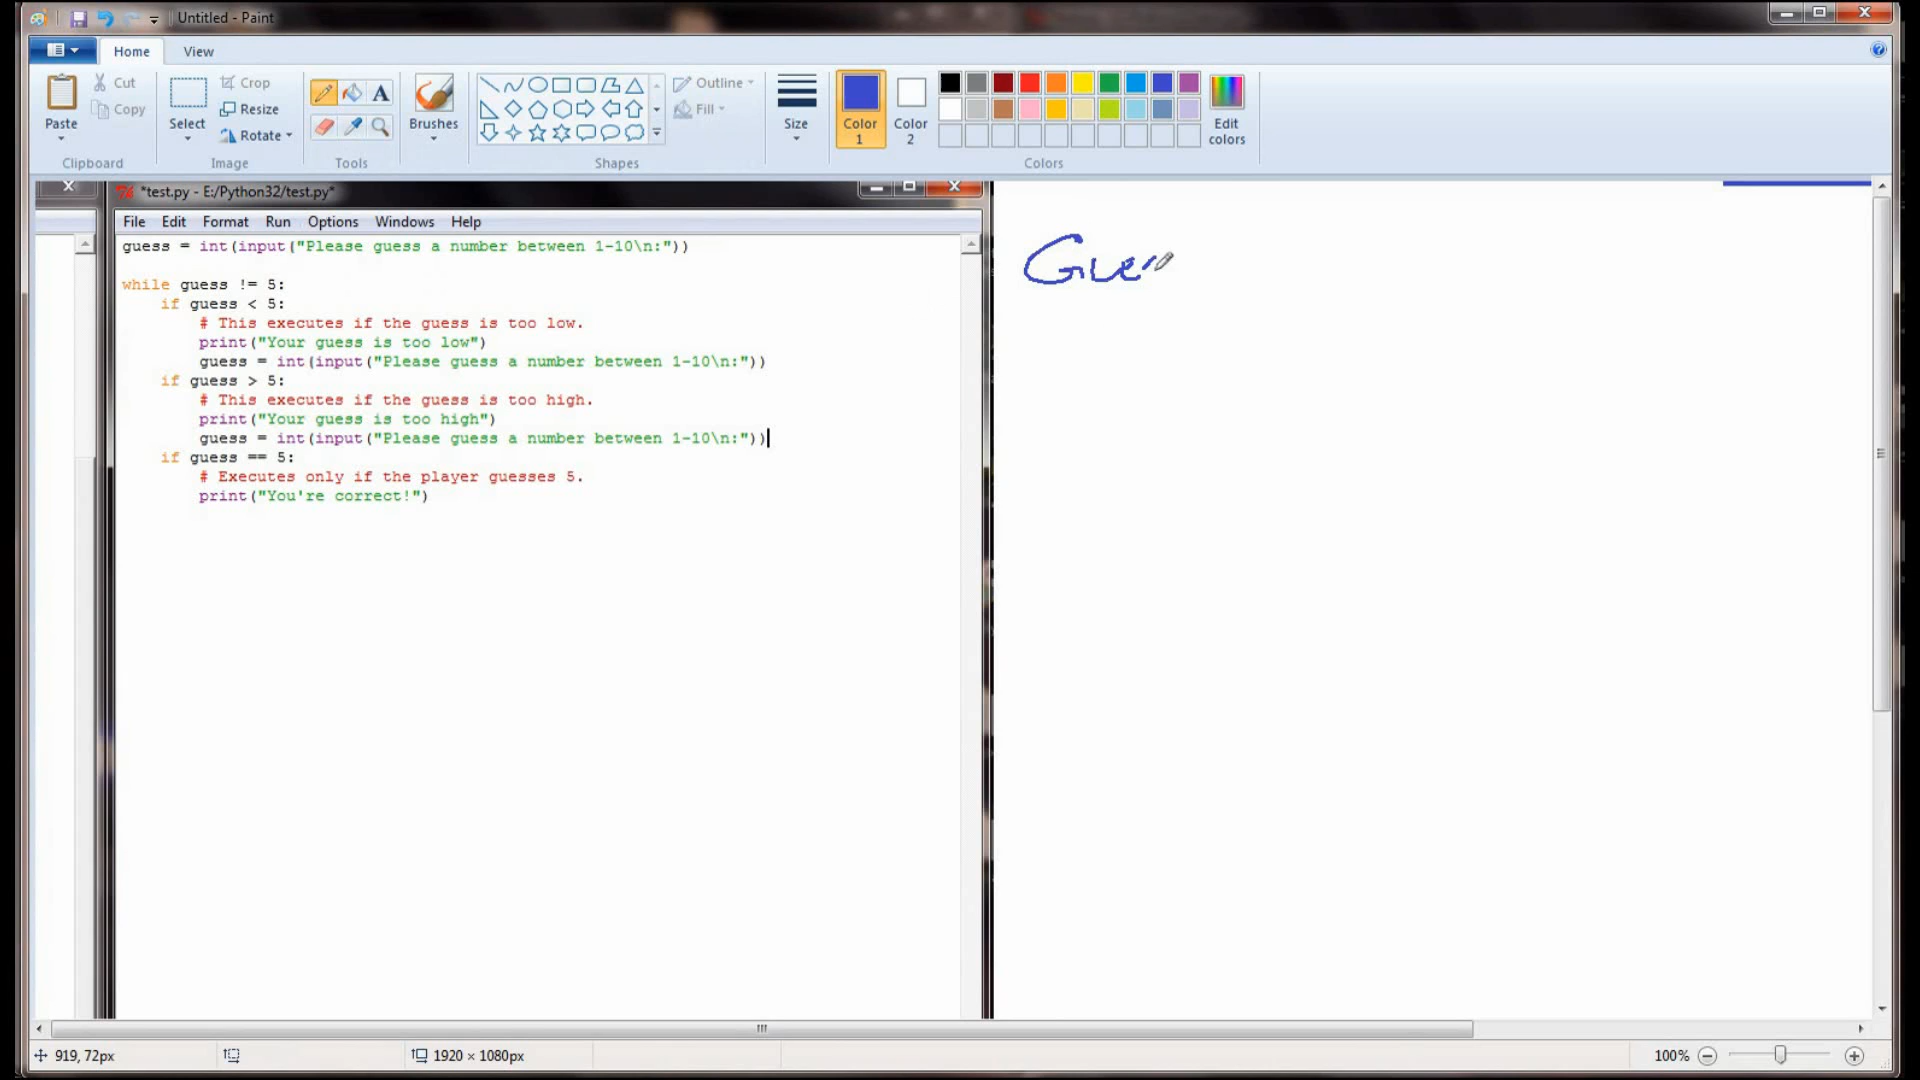 Untitled - Paint
Home View
Paste
Cut
Copy
Clipboard
Select
Crop
Resize
Rotate
Image
Tools
Brushes
Shapes
Outline
Fill
Size
Color 1
Color 2
Colors
Edit colors
*test.py - E:/Python32/test.py*
File Edit Format Run Options Windows Help
guess = int(input("Please guess a number between 1-10\n:"))
while guess != 5:
if guess < 5:
# This executes if the guess is too low.
print("Your guess is too low")
guess = int(input("Please guess a number between 1-10\n:"))
if guess > 5:
# This executes if the guess is too high.
print("Your guess is too high")
guess = int(input("Please guess a number between 1-10\n:"))
if guess == 5:
# Executes only if the player guesses 5.
print("You're correct!")
919, 72px
1920 × 1080px
100%